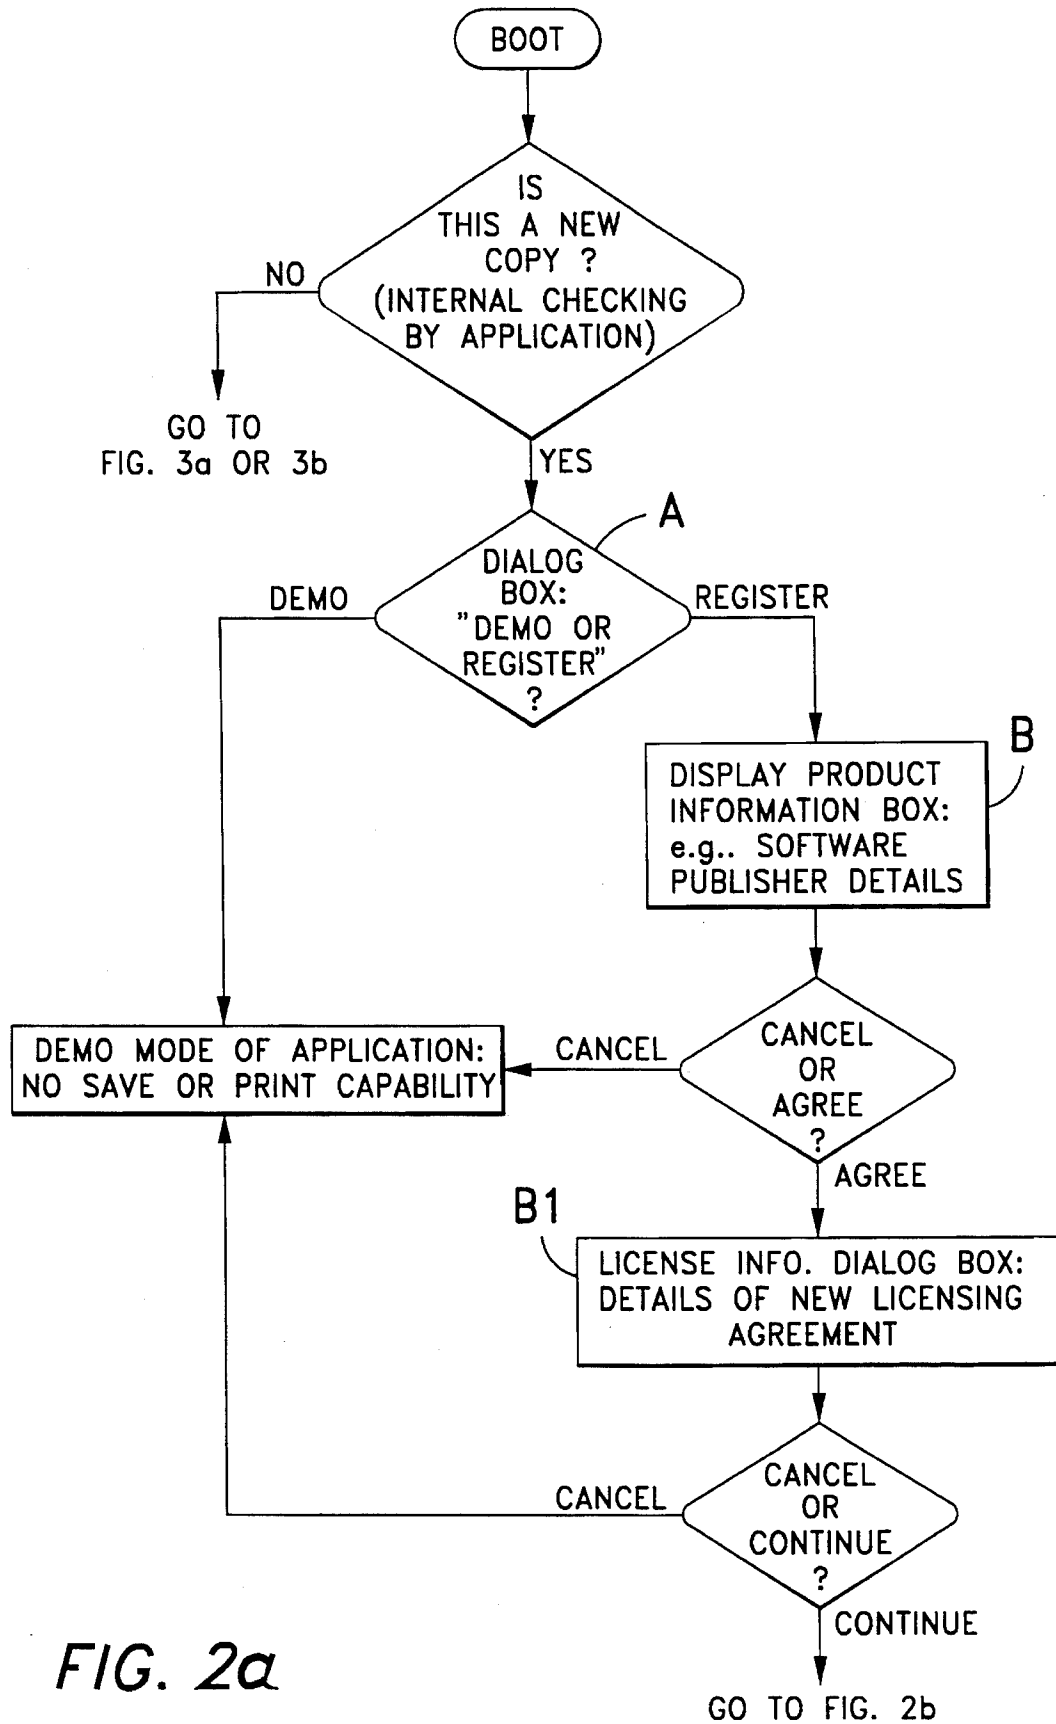 BOOT
IS
THIS A NEW
COPY ?
(INTERNAL CHECKING
BY APPLICATION)
NO
GO TO
FIG. 3a OR 3b
YES
A
DIALOG
BOX:
"DEMO OR
REGISTER"
?
DEMO
REGISTER
B
DISPLAY PRODUCT
INFORMATION BOX:
e.g.. SOFTWARE
PUBLISHER DETAILS
DEMO MODE OF APPLICATION:
NO SAVE OR PRINT CAPABILITY
CANCEL
CANCEL
OR
AGREE
?
AGREE
B1
LICENSE INFO. DIALOG BOX:
DETAILS OF NEW LICENSING
AGREEMENT
CANCEL
CANCEL
OR
CONTINUE
?
CONTINUE
FIG. 2a
GO TO FIG. 2b